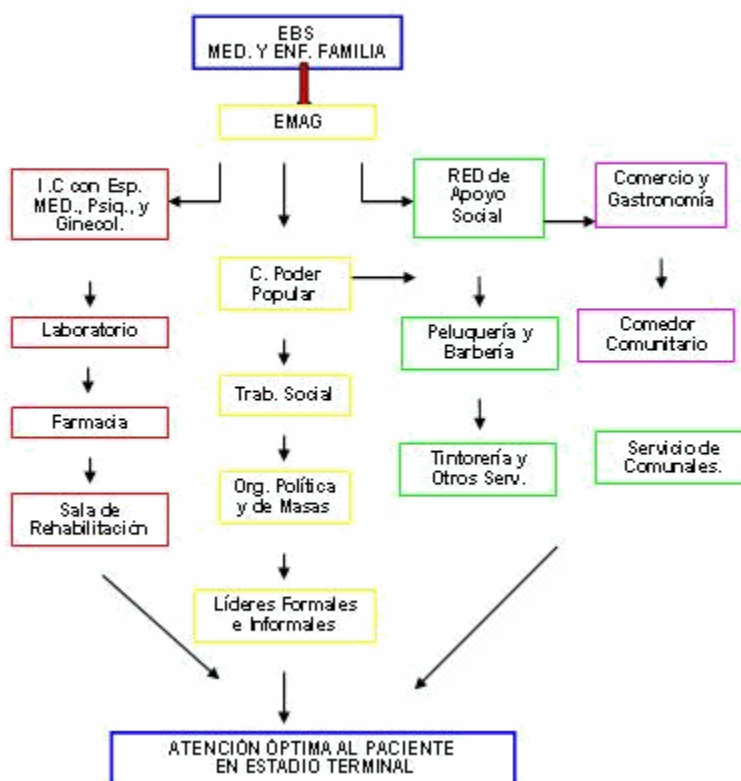 EBS
MED. Y ENF. FAMILIA
EMAG
I.C con Esp.
MED., Psiq., y
Ginecol.
RED de
Apoyo
Social
Comercio y
Gastronomía
C. Poder
Popular
Laboratorio
Peluquería y
Barbería
Comedor
Comunitario
Trab. Social
Farmacia
Tintorería y
Otros Serv.
Servicio de
Comunales.
Org. Política
y de Masas
Sala de
Rehabilitación
Líderes Formales
e Informales
ATENCIÓN ÓPTIMA AL PACIENTE
EN ESTADIO TERMINAL